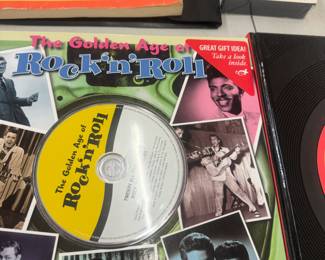 The Golden Age of
Rock'n'Roll
GREAT GIFT IDEA!
Take a look
inside.
The Golden Age of
Rock'n'Roll